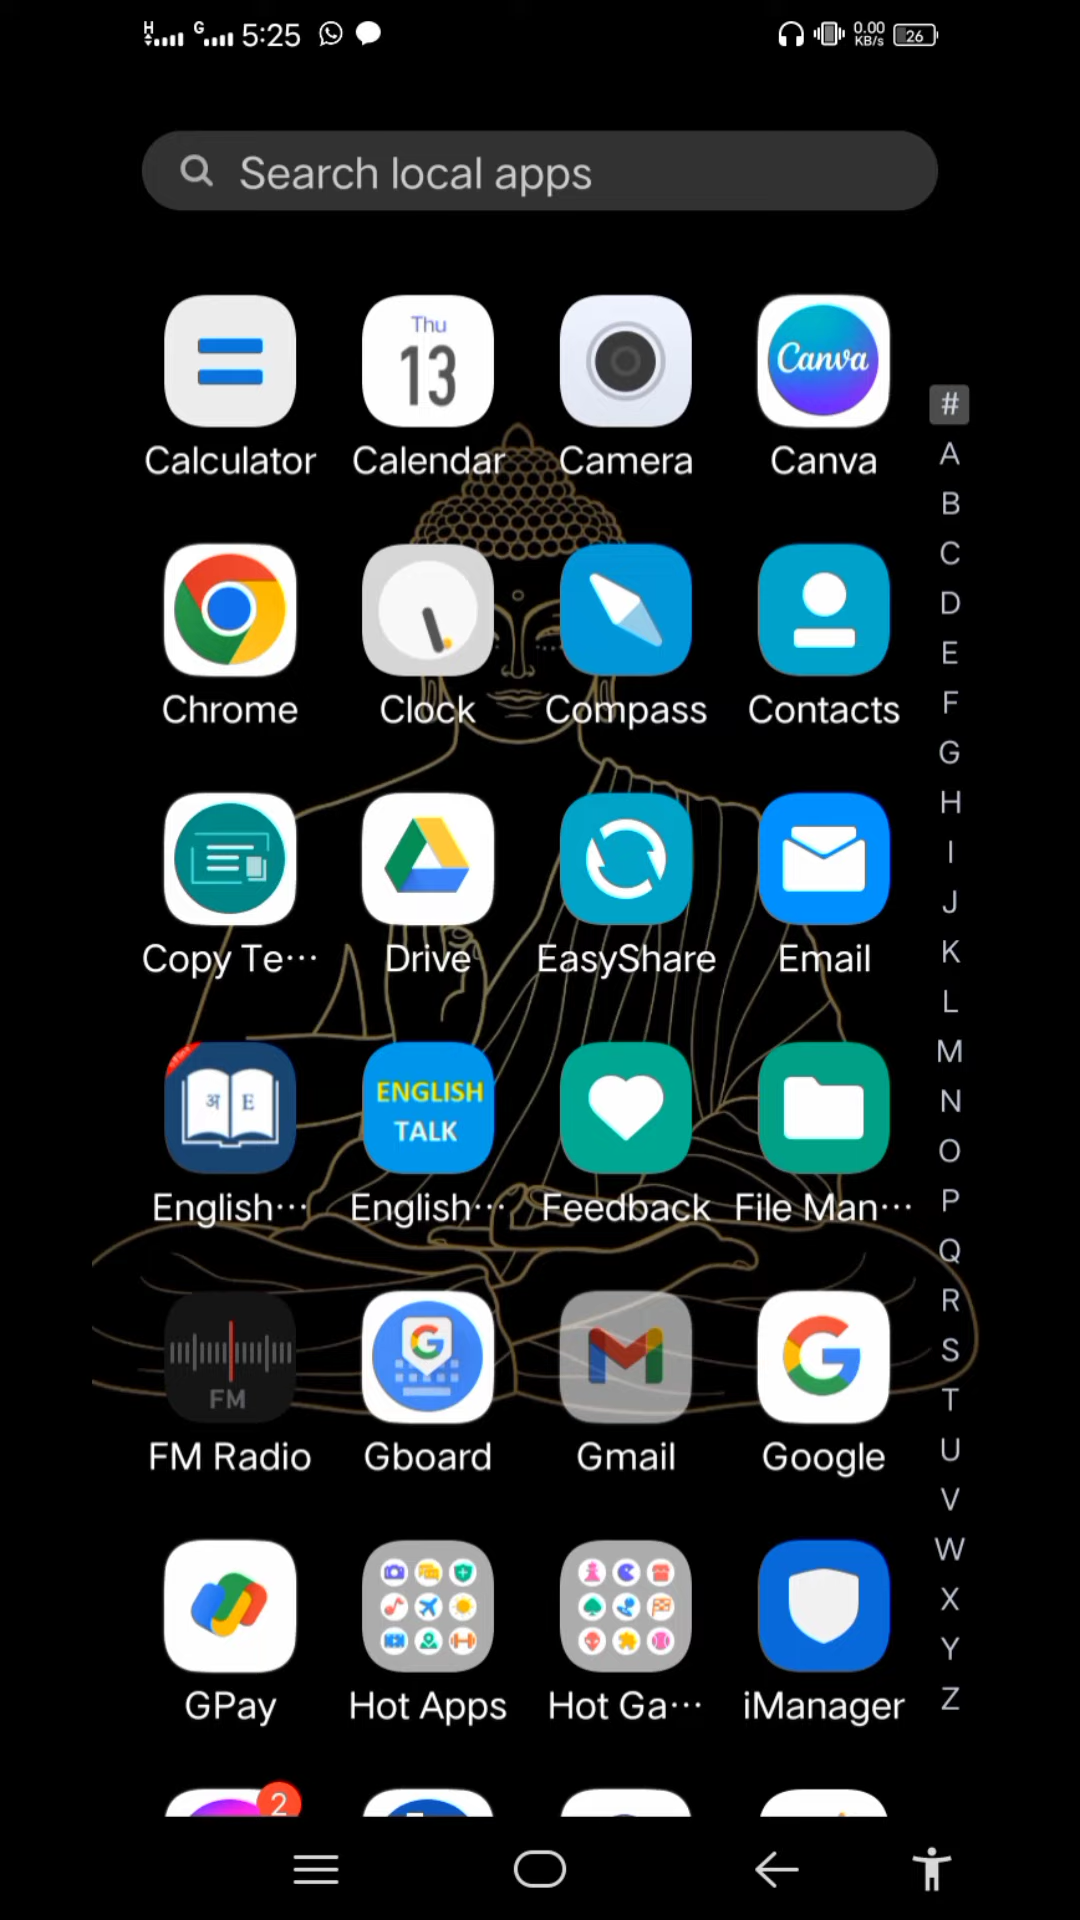 H G 5:25 0.00 KB/s 26
Search local apps
Thu
13
Canva
Calculator Calendar Camera Canva
#
A
B
C
D
E
F
G
H
I
J
K
L
M
N
O
P
Q
R
S
T
U
V
W
X
Y
Z
Chrome Clock Compass Contacts
Copy Te··· Drive EasyShare Email
अ E
ENGLISH
TALK
English··· English··· Feedback File Man···
FM
G
FM Radio Gboard Gmail Google
GPay Hot Apps Hot Ga··· iManager
2